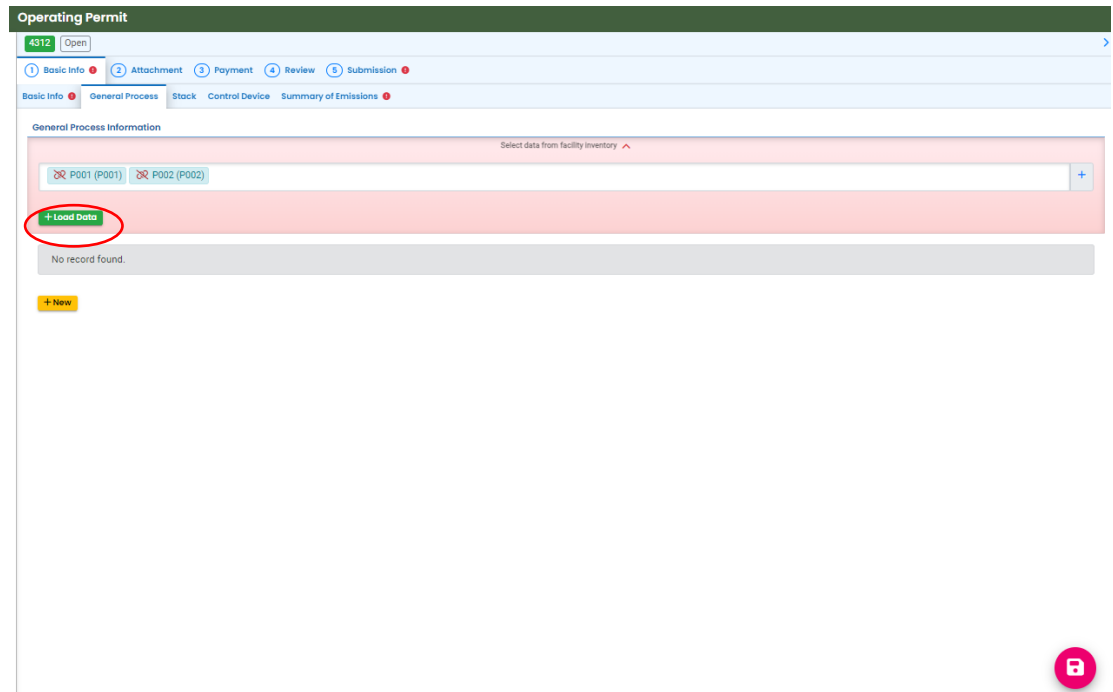 Operating Permit
4312 Open
1 Basic Info 2 Attachment 3 Payment 4 Review 5 Submission
Basic Info General Process Stack Control Device Summary of Emissions
General Process Information
Select data from facility inventory
P001 (P001) P002 (P002) +
+ Load Data
No record found.
+ New